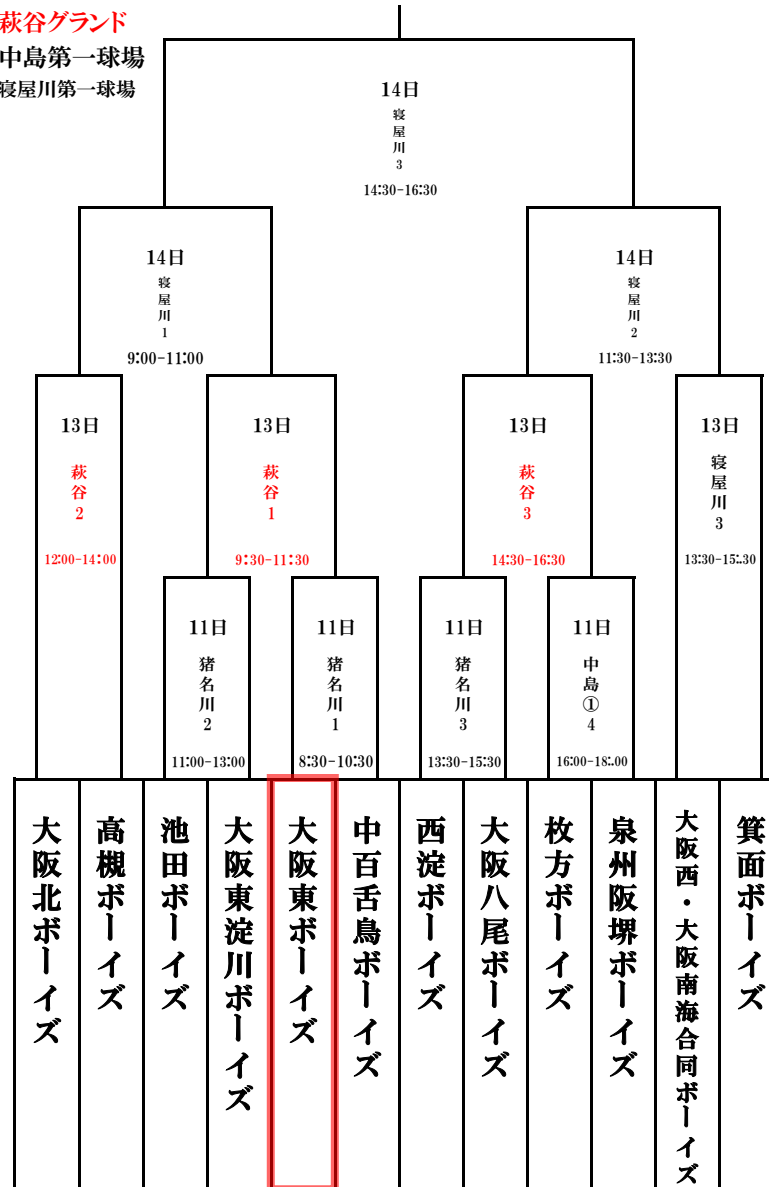 萩谷グランド
中島第一球場
寝屋川第一球場
14日
寝屋川3
14:30-16:30
14日
寝屋川1
9:00-11:00
14日
寝屋川2
11:30-13:30
13日
萩谷2
12:00-14:00
13日
萩谷1
9:30-11:30
13日
萩谷3
14:30-16:30
13日
寝屋川3
13:30-15:.30
11日
猪名川2
11:00-13:00
11日
猪名川1
8:30-10:30
11日
猪名川3
13:30-15:30
11日
中島①4
16:00-18:.00
大阪北ボーイズ
高槻ボーイズ
池田ボーイズ
大阪東淀川ボーイズ
大阪東ボーイズ
中百舌鳥ボーイズ
西淀ボーイズ
大阪八尾ボーイズ
枚方ボーイズ
泉州阪堺ボーイズ
大阪西・大阪南海合同ボーイズ
箕面ボーイズ